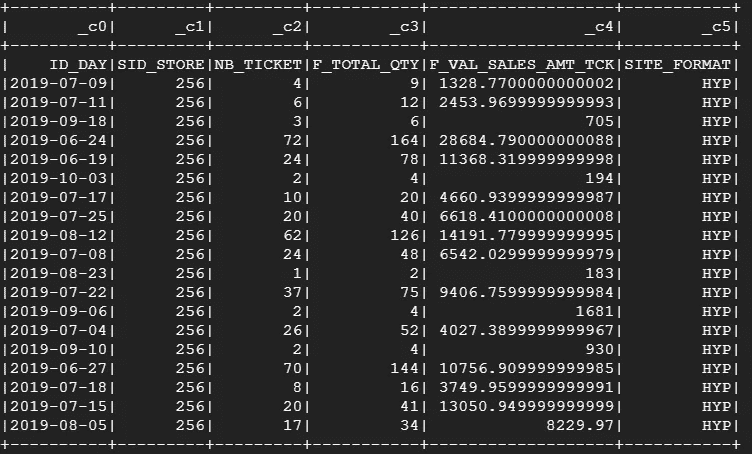 +----------+---------+---------+-----------+------------------+-----------+
|       _c0|      _c1|      _c2|        _c3|               _c4|        _c5|
+----------+---------+---------+-----------+------------------+-----------+
|    ID_DAY|SID_STORE|NB_TICKET|F_TOTAL_QTY|F_VAL_SALES_AMT_TCK|SITE_FORMAT|
|2019-07-09|      256|        4|          9| 1328.7700000000002|        HYP|
|2019-07-11|      256|        6|         12| 2453.9699999999993|        HYP|
|2019-09-18|      256|        3|          6|                705|        HYP|
|2019-06-24|      256|       72|        164| 28684.790000000088|        HYP|
|2019-06-19|      256|       24|         78| 11368.319999999998|        HYP|
|2019-10-03|      256|        2|          4|                194|        HYP|
|2019-07-17|      256|       10|         20| 4660.9399999999987|        HYP|
|2019-07-25|      256|       20|         40| 6618.4100000000008|        HYP|
|2019-08-12|      256|       62|        126| 14191.779999999995|        HYP|
|2019-07-08|      256|       24|         48| 6542.0299999999979|        HYP|
|2019-08-23|      256|        1|          2|                183|        HYP|
|2019-07-22|      256|       37|         75| 9406.7599999999984|        HYP|
|2019-09-06|      256|        2|          4|               1681|        HYP|
|2019-07-04|      256|       26|         52| 4027.3899999999967|        HYP|
|2019-09-10|      256|        2|          4|                930|        HYP|
|2019-06-27|      256|       70|        144| 10756.909999999985|        HYP|
|2019-07-18|      256|        8|         16| 3749.9599999999991|        HYP|
|2019-07-15|      256|       20|         41| 13050.949999999999|        HYP|
|2019-08-05|      256|       17|         34|            8229.97|        HYP|
+----------+---------+---------+-----------+------------------+-----------+